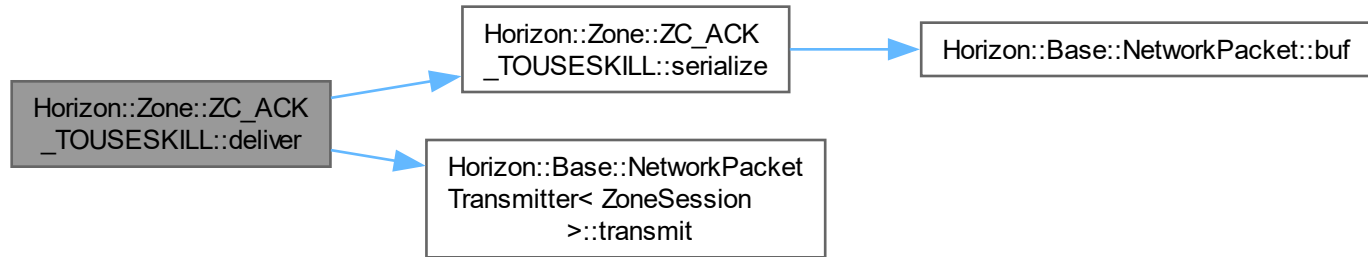 Horizon::Zone::ZC_ACK
_TOUSESKILL::deliver
Horizon::Zone::ZC_ACK
_TOUSESKILL::serialize
Horizon::Base::NetworkPacket::buf
Horizon::Base::NetworkPacket
Transmitter< ZoneSession
>::transmit